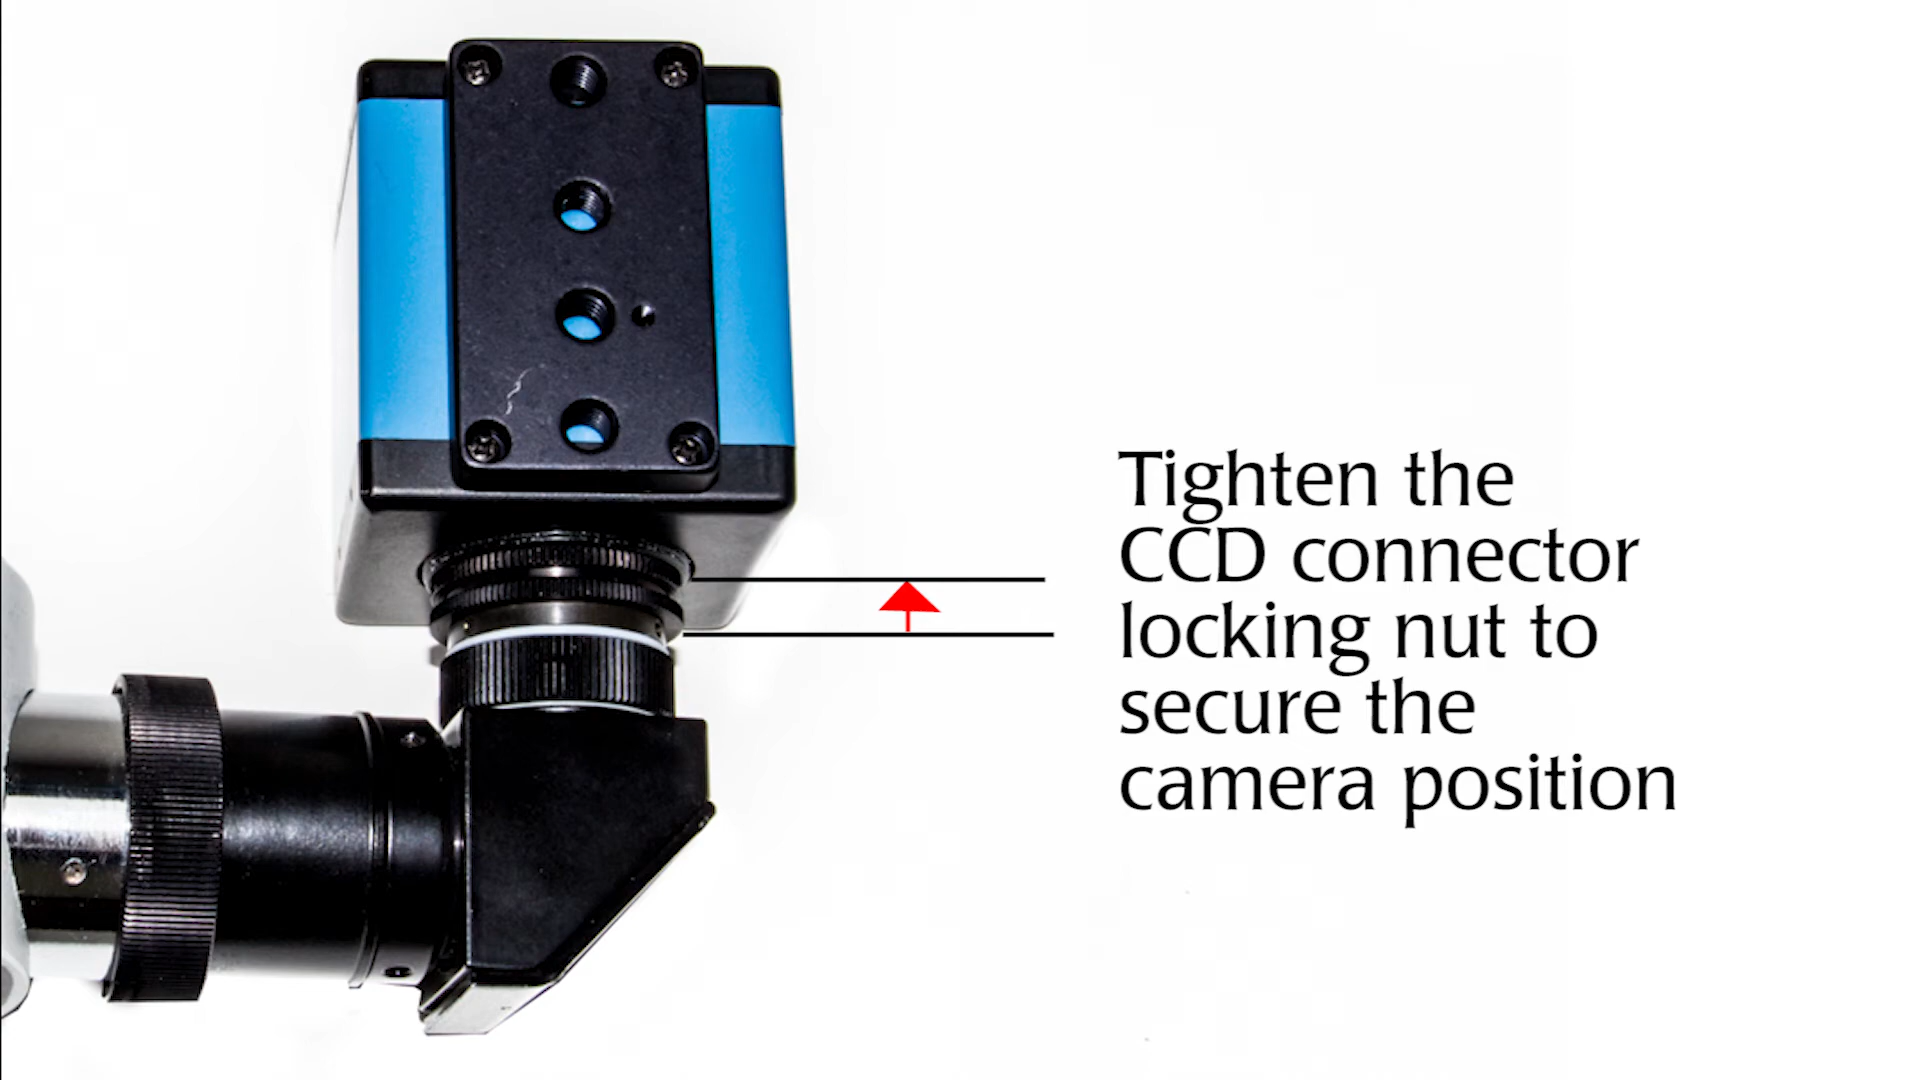 Tighten the
CCD connector
locking nut to
secure the
camera position